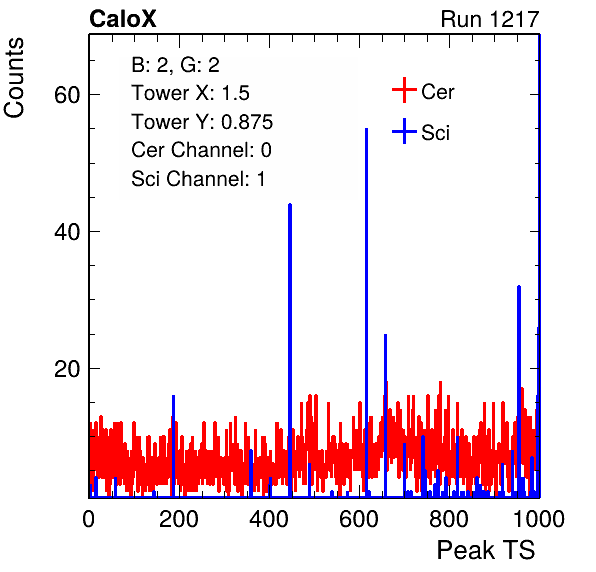 CaloX Run 1217
Counts
B: 2, G: 2
Tower X: 1.5
Tower Y: 0.875
Cer Channel: 0
Sci Channel: 1
Cer
Sci
60
40
20
0 200 400 600 800 1000
Peak TS